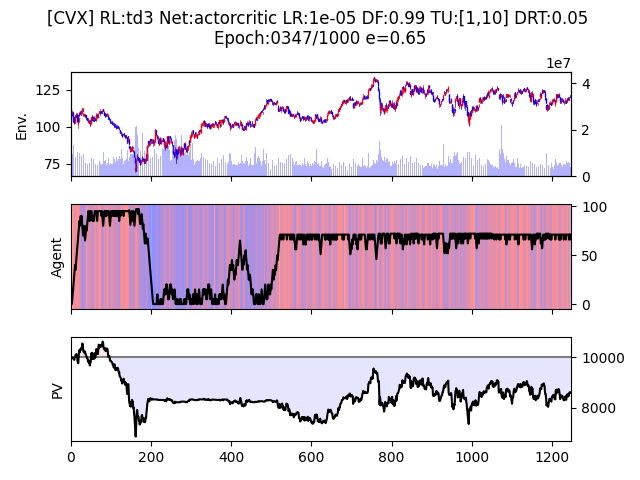 [CVX] RL:td3 Net:actorcritic LR:1e-05 DF:0.99 TU:[1,10] DRT:0.05
Epoch:0347/1000 e=0.65
1e7
Env.
125
100
75
4
2
0
Agent
100
50
0
PV
10000
8000
0 200 400 600 800 1000 1200